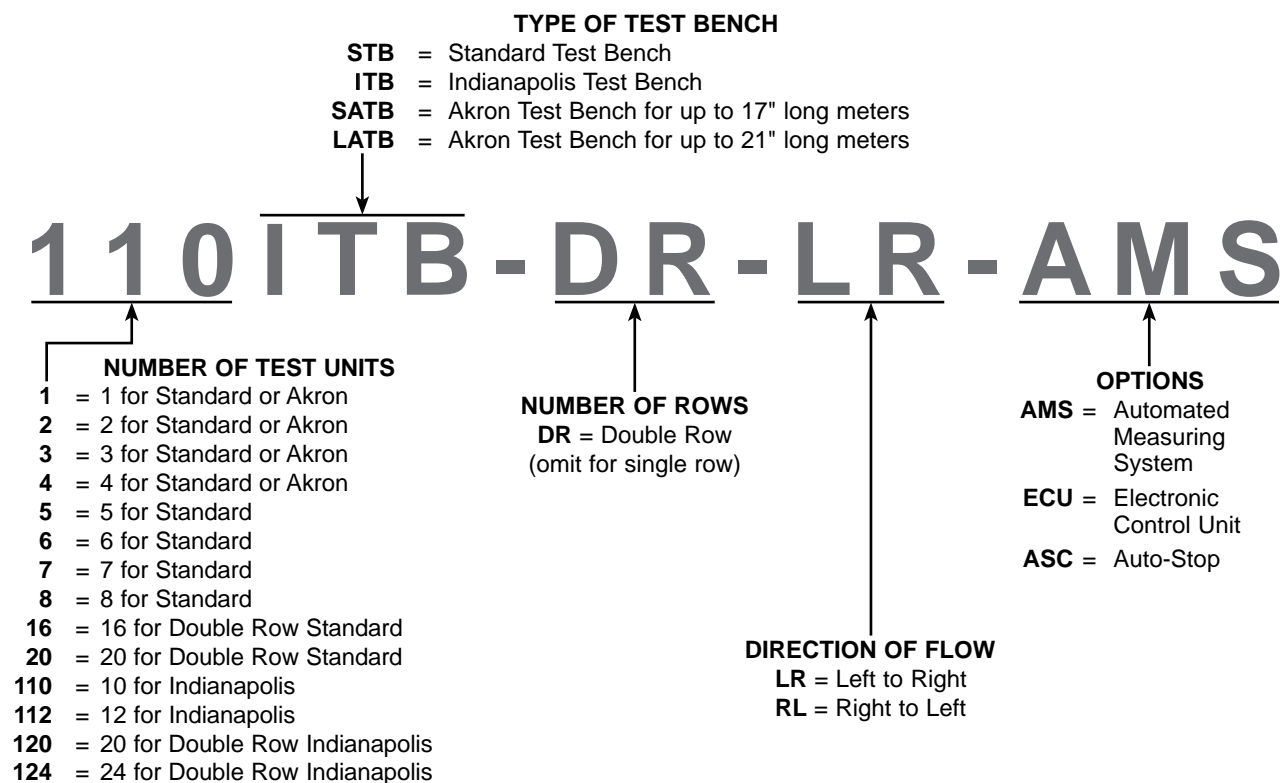 TYPE OF TEST BENCH
STB = Standard Test Bench
ITB = Indianapolis Test Bench
SATB = Akron Test Bench for up to 17" long meters
LATB = Akron Test Bench for up to 21" long meters
110ITB-DR-LR-AMS
NUMBER OF TEST UNITS
1 = 1 for Standard or Akron
2 = 2 for Standard or Akron
3 = 3 for Standard or Akron
4 = 4 for Standard or Akron
5 = 5 for Standard
6 = 6 for Standard
7 = 7 for Standard
8 = 8 for Standard
16 = 16 for Double Row Standard
20 = 20 for Double Row Standard
110 = 10 for Indianapolis
112 = 12 for Indianapolis
120 = 20 for Double Row Indianapolis
124 = 24 for Double Row Indianapolis
NUMBER OF ROWS
DR = Double Row
(omit for single row)
DIRECTION OF FLOW
LR = Left to Right
RL = Right to Left
OPTIONS
AMS = Automated
Measuring
System
ECU = Electronic
Control Unit
ASC = Auto-Stop